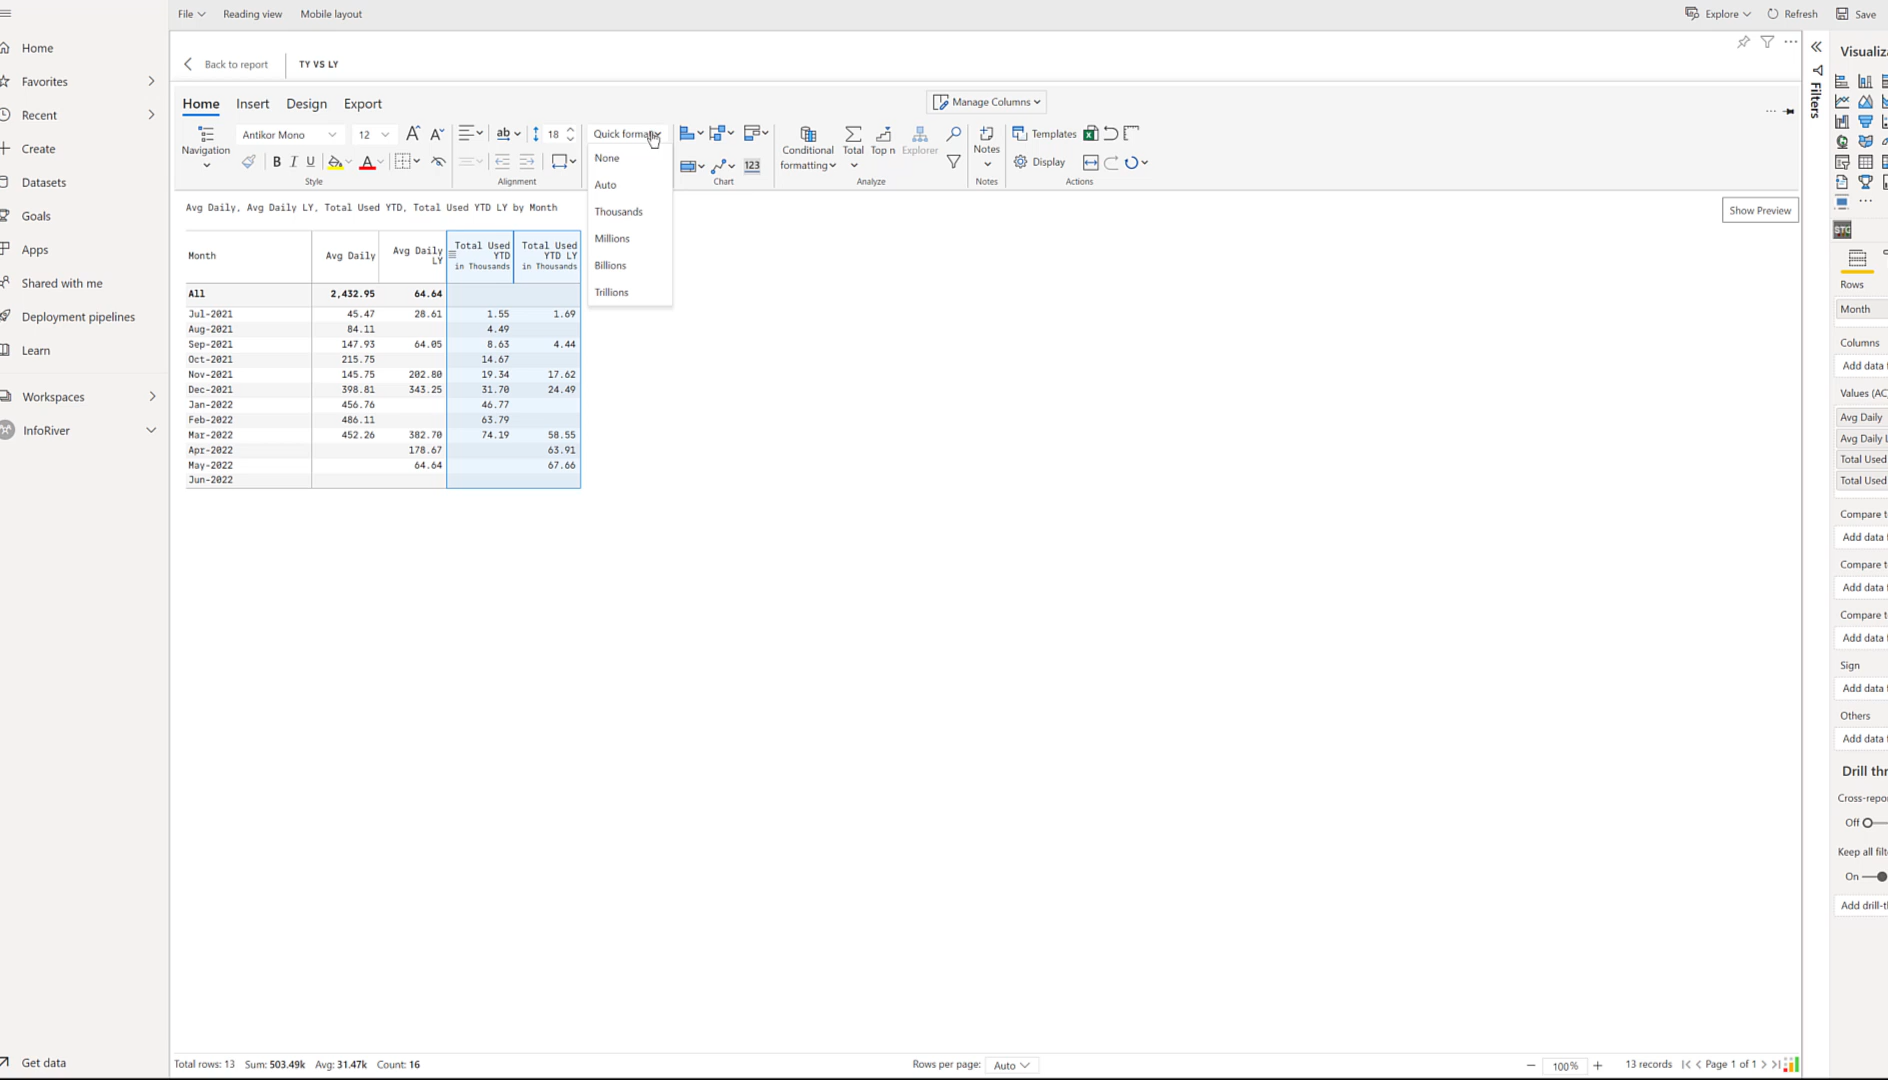 File Reading view Mobile layout Explore Refresh Save
Home
Favorites
Recent
Create
Datasets
Goals
Apps
Shared with me
Deployment pipelines
Learn
Workspaces
InfoRiver
Get data
Back to report TY VS LY
Home Insert Design Export Manage Columns
Navigation
Antikor Mono 12
B I U A
Style
ab 18
Alignment
Quick format
None
Auto
Thousands
Millions
Billions
Trillions
123
Chart
Conditional formatting
Total
Top n
Explorer
Analyze
Notes
Notes
Templates
Display
Actions
Show Preview
Avg Daily, Avg Daily LY, Total Used YTD, Total Used YTD LY by Month
Month Avg Daily Avg Daily LY Total Used YTD in Thousands Total Used YTD LY in Thousands
All 2,432.95 64.64
Jul-2021 45.47 28.61 1.55 1.69
Aug-2021 84.11 4.49
Sep-2021 147.93 64.05 8.63 4.44
Oct-2021 215.75 14.67
Nov-2021 145.75 202.80 19.34 17.62
Dec-2021 398.81 343.25 31.70 24.49
Jan-2022 456.76 46.77
Feb-2022 486.11 63.79
Mar-2022 452.26 382.70 74.19 58.55
Apr-2022 178.67 63.91
May-2022 64.64 67.66
Jun-2022
Total rows: 13 Sum: 503.49k Avg: 31.47k Count: 16
Rows per page: Auto
100%
13 records Page 1 of 1
Filters
Visualiz
STC
Rows
Month
Columns
Add data f
Values (AC
Avg Daily
Avg Daily L
Total Used
Total Used
Compare to
Add data f
Compare to
Add data f
Compare to
Add data f
Sign
Add data f
Others
Add data f
Drill thr
Cross-repor
Off
Keep all filte
On
Add drill-th